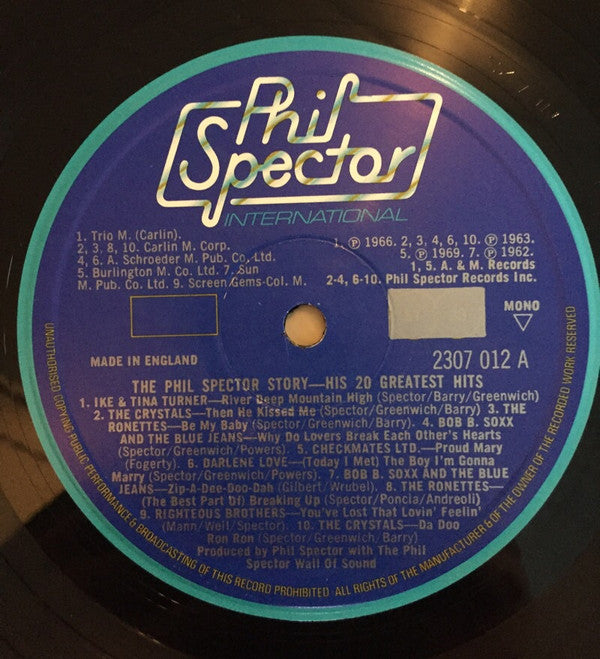 Phil
Spector
INTERNATIONAL
1. Trio M. (Carlin).
2, 3, 8, 10. Carlin M. Corp.
4, 6. A. Schroeder M. Pub. Co. Ltd.
5. Burlington M. Co. Ltd. 7. Sun
M. Pub. Co. Ltd. 9. Screen Gems-Col. M.
1. ℗ 1966. 2, 3, 4, 6, 10. ℗ 1963.
5. ℗ 1969. 7. ℗ 1962.
1, 5. A. & M. Records
2-4, 6-10. Phil Spector Records Inc.
MONO
MADE IN ENGLAND
2307 012 A
THE PHIL SPECTOR STORY—HIS 20 GREATEST HITS
1. IKE & TINA TURNER—River Deep Mountain High (Spector/Barry/Greenwich)
2. THE CRYSTALS—Then He Kissed Me (Spector/Greenwich/Barry) 3. THE
RONETTES—Be My Baby (Spector/Greenwich/Barry). 4. BOB B. SOXX
AND THE BLUE JEANS—Why Do Lovers Break Each Other's Hearts
(Spector/Greenwich/Powers). 5. CHECKMATES LTD.—Proud Mary
(Fogerty). 6. DARLENE LOVE—(Today I Met) The Boy I'm Gonna
Marry (Greenwich/Spector/Powers). 7. BOB B. SOXX AND THE BLUE
JEANS—Zip-A-Dee-Doo-Dah (Gilbert/Wrubel). 8. THE RONETTES—
(The Best Part Of) Breaking Up (Spector/Poncia/Andreoli)
9. RIGHTEOUS BROTHERS—You've Lost That Lovin' Feelin'
(Mann/Weil/Spector). 10. THE CRYSTALS—Da Doo
Ron Ron (Spector/Greenwich/Barry)
Produced by Phil Spector with The Phil
Spector Wall Of Sound
UNAUTHORISED COPYING PUBLIC PERFORMANCE & BROADCASTING OF THIS RECORD PROHIBITED ALL RIGHTS OF THE MANUFACTURER & OF THE OWNER OF THE RECORDED WORK RESERVED